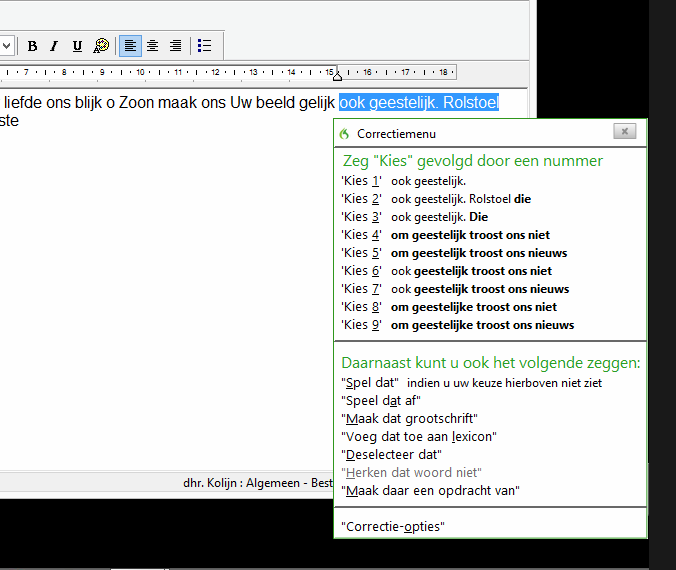 B I U
7 8 9 10 11 12 13 14 15 16 17 18
liefde ons blijk o Zoon maak ons Uw beeld gelijk ook geestelijk. Rolstoel
ste
Correctiemenu
Zeg "Kies" gevolgd door een nummer
'Kies 1' ook geestelijk.
'Kies 2' ook geestelijk. Rolstoel die
'Kies 3' ook geestelijk. Die
'Kies 4' om geestelijk troost ons niet
'Kies 5' om geestelijk troost ons nieuws
'Kies 6' ook geestelijk troost ons niet
'Kies 7' ook geestelijk troost ons nieuws
'Kies 8' om geestelijke troost ons niet
'Kies 9' om geestelijke troost ons nieuws
Daarnaast kunt u ook het volgende zeggen:
"Spel dat" indien u uw keuze hierboven niet ziet
"Speel dat af"
"Maak dat grootschrift"
"Voeg dat toe aan lexicon"
"Deselecteer dat"
"Herken dat woord niet"
"Maak daar een opdracht van"
dhr. Kolijn : Algemeen - Best
"Correctie-opties"